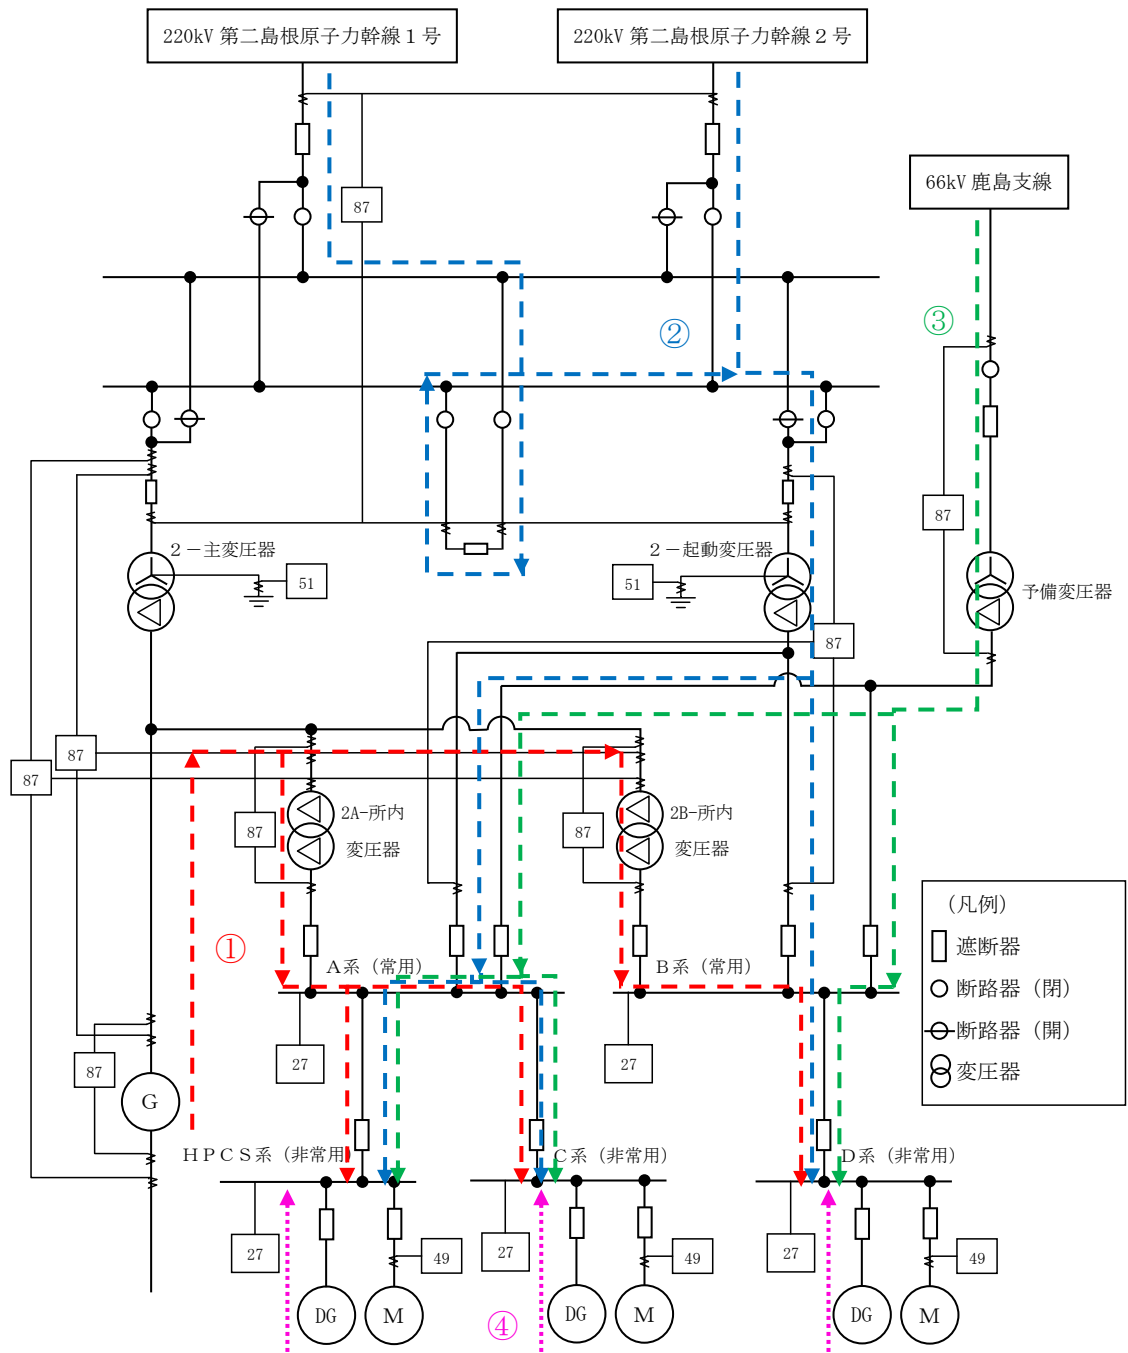 220kV 第二島根原子力幹線１号
220kV 第二島根原子力幹線２号
66kV 鹿島支線
87
③
②
87
２－主変圧器
51
２－起動変圧器
51
予備変圧器
87
87
87
87
2A-所内
変圧器
87
2B-所内
変圧器
87
①
Ａ系（常用）
Ｂ系（常用）
（凡例）
遮断器
断路器（閉）
断路器（開）
変圧器
27
27
87
G
ＨＰＣＳ系（非常用）
Ｃ系（非常用）
Ｄ系（非常用）
27
49
27
49
27
49
DG
M
④
DG
M
DG
M